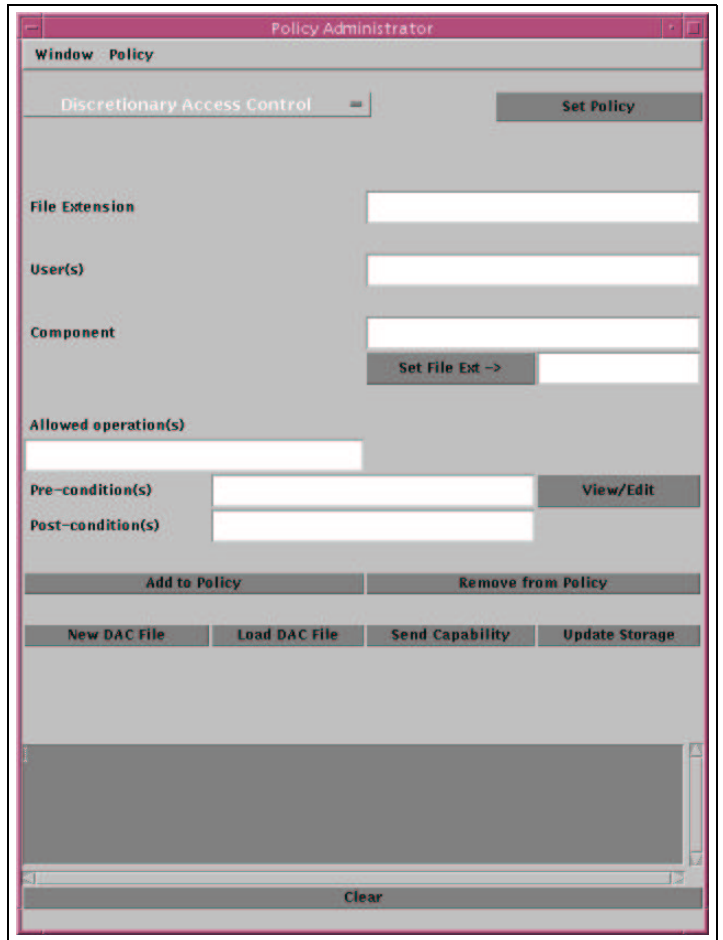 Policy Administrator
Window Policy
Discretionary Access Control
Set Policy
File Extension
User(s)
Component
Set File Ext ->
Allowed operation(s)
Pre-condition(s)
View/Edit
Post-condition(s)
Add to Policy Remove from Policy
New DAC File Load DAC File Send Capability Update Storage
Clear